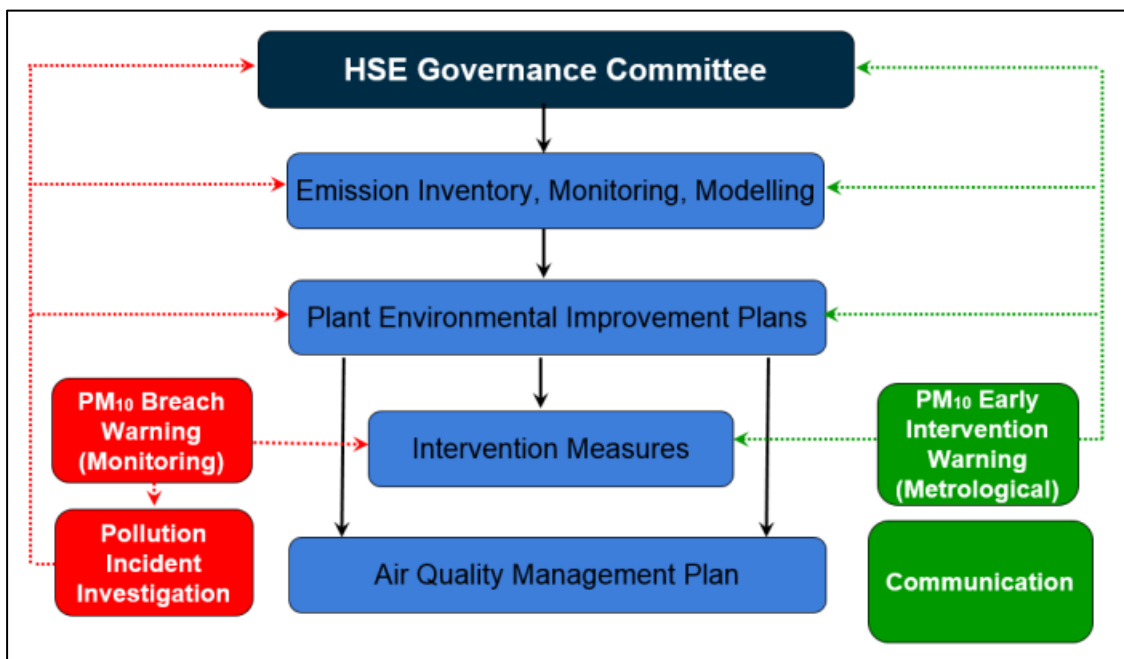 HSE Governance Committee
Emission Inventory, Monitoring, Modelling
Plant Environmental Improvement Plans
PM₁₀ Breach
Warning
(Monitoring)
Intervention Measures
PM₁₀ Early
Intervention
Warning
(Metrological)
Pollution
Incident
Investigation
Air Quality Management Plan
Communication